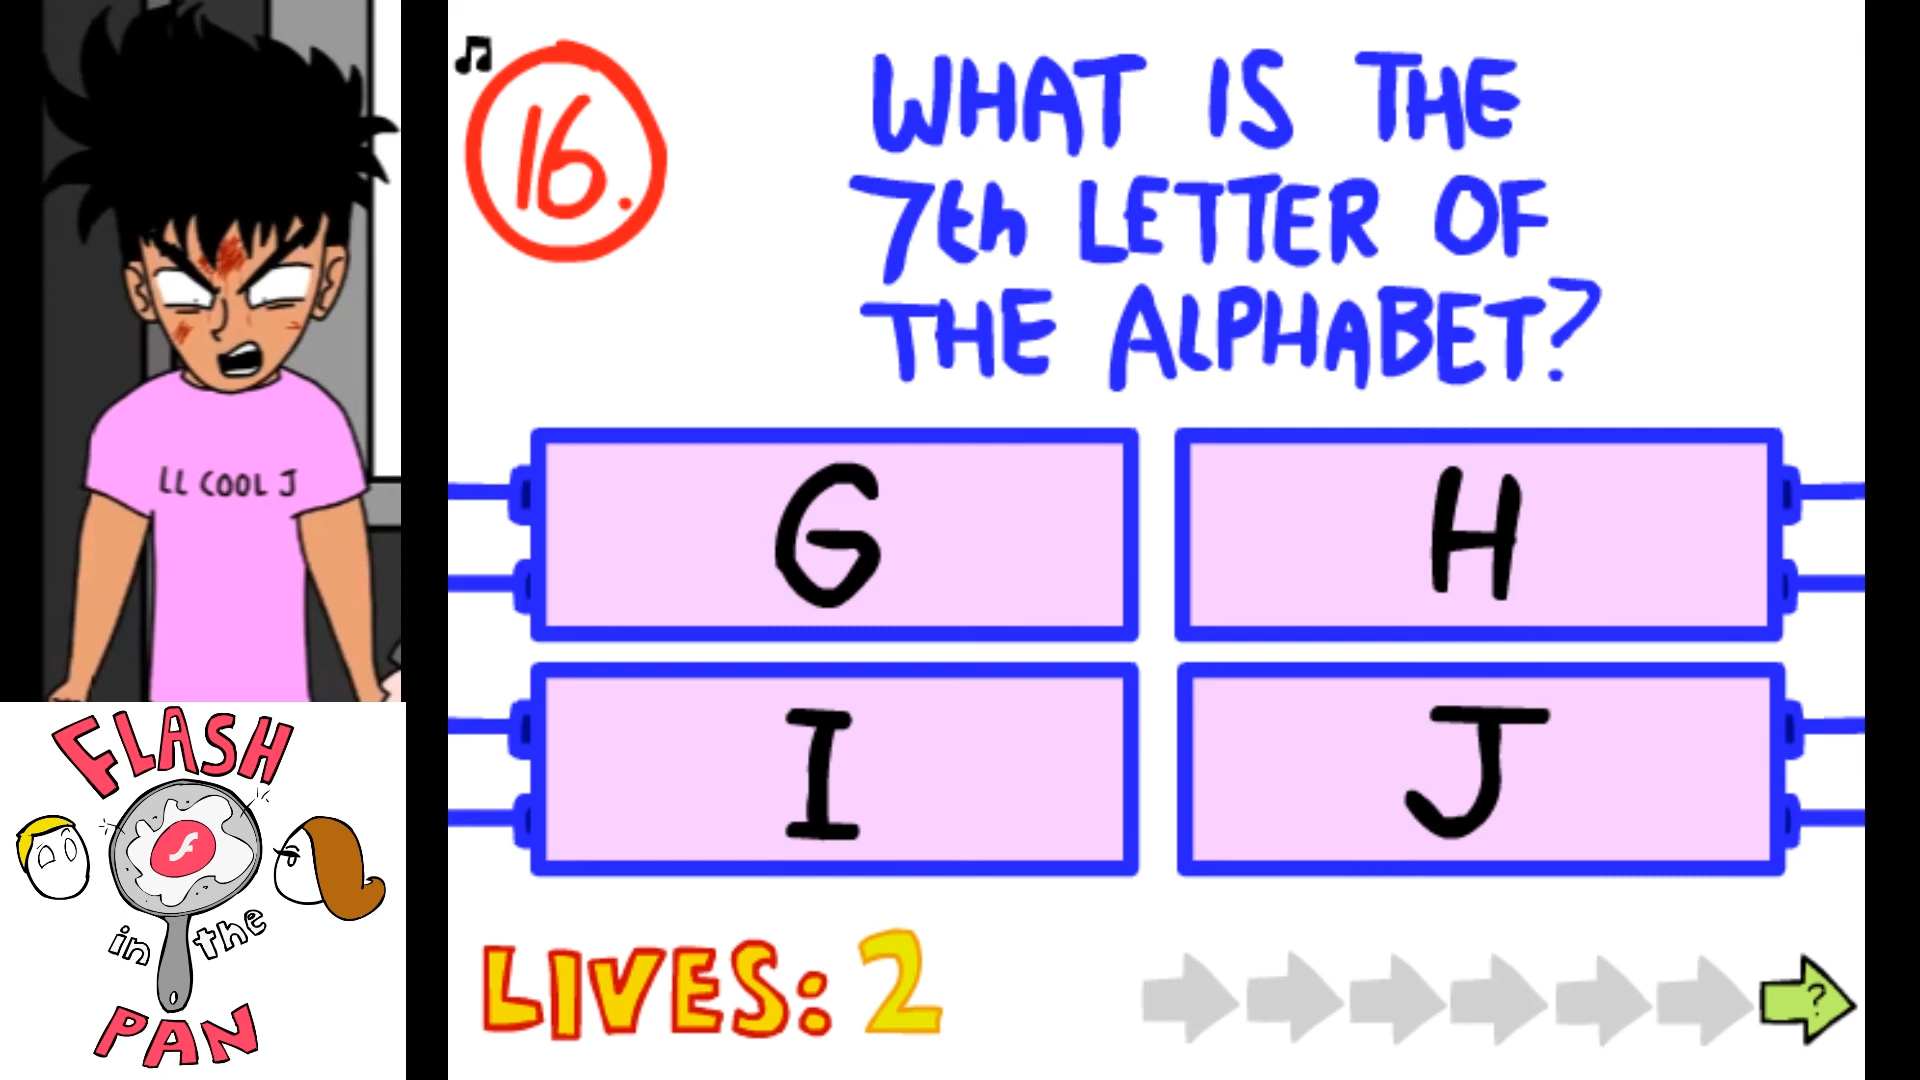 LL COOL J
FLASH
in the
PAN
16.
WHAT IS THE
7th LETTER OF
THE ALPHABET?
G
H
I
J
LIVES: 2
?